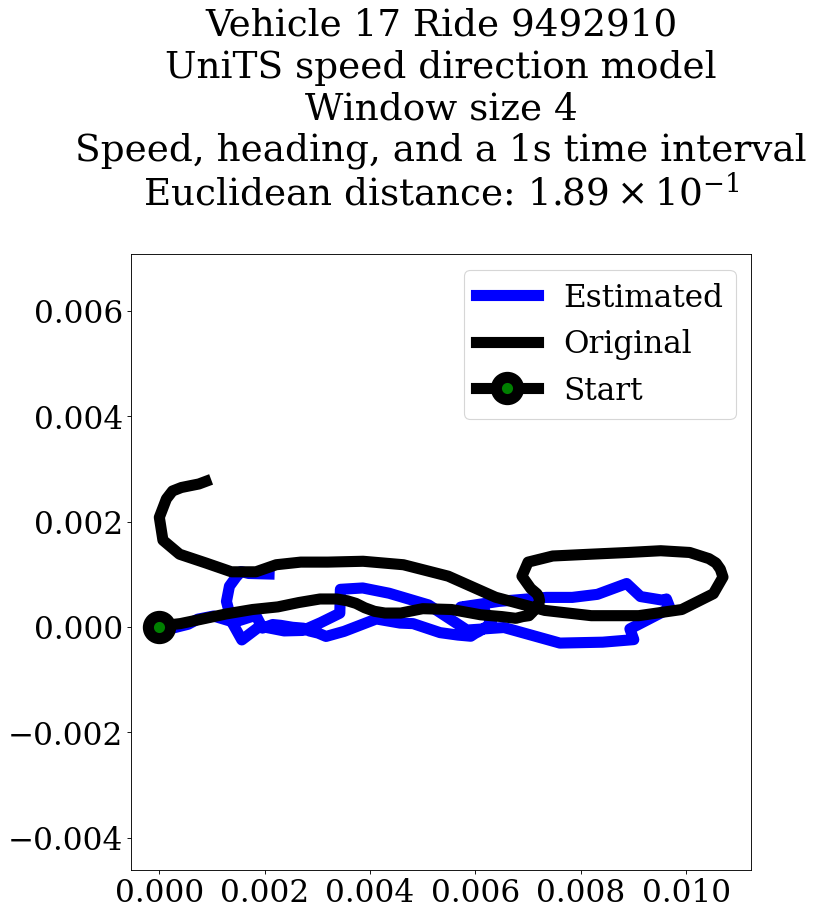 Vehicle 17 Ride 9492910
UniTS speed direction model
Window size 4
Speed, heading, and a 1s time interval
Euclidean distance: 1.89 × 10⁻¹
Estimated
Original
Start
0.006
0.004
0.002
0.000
−0.002
−0.004
0.000 0.002 0.004 0.006 0.008 0.010